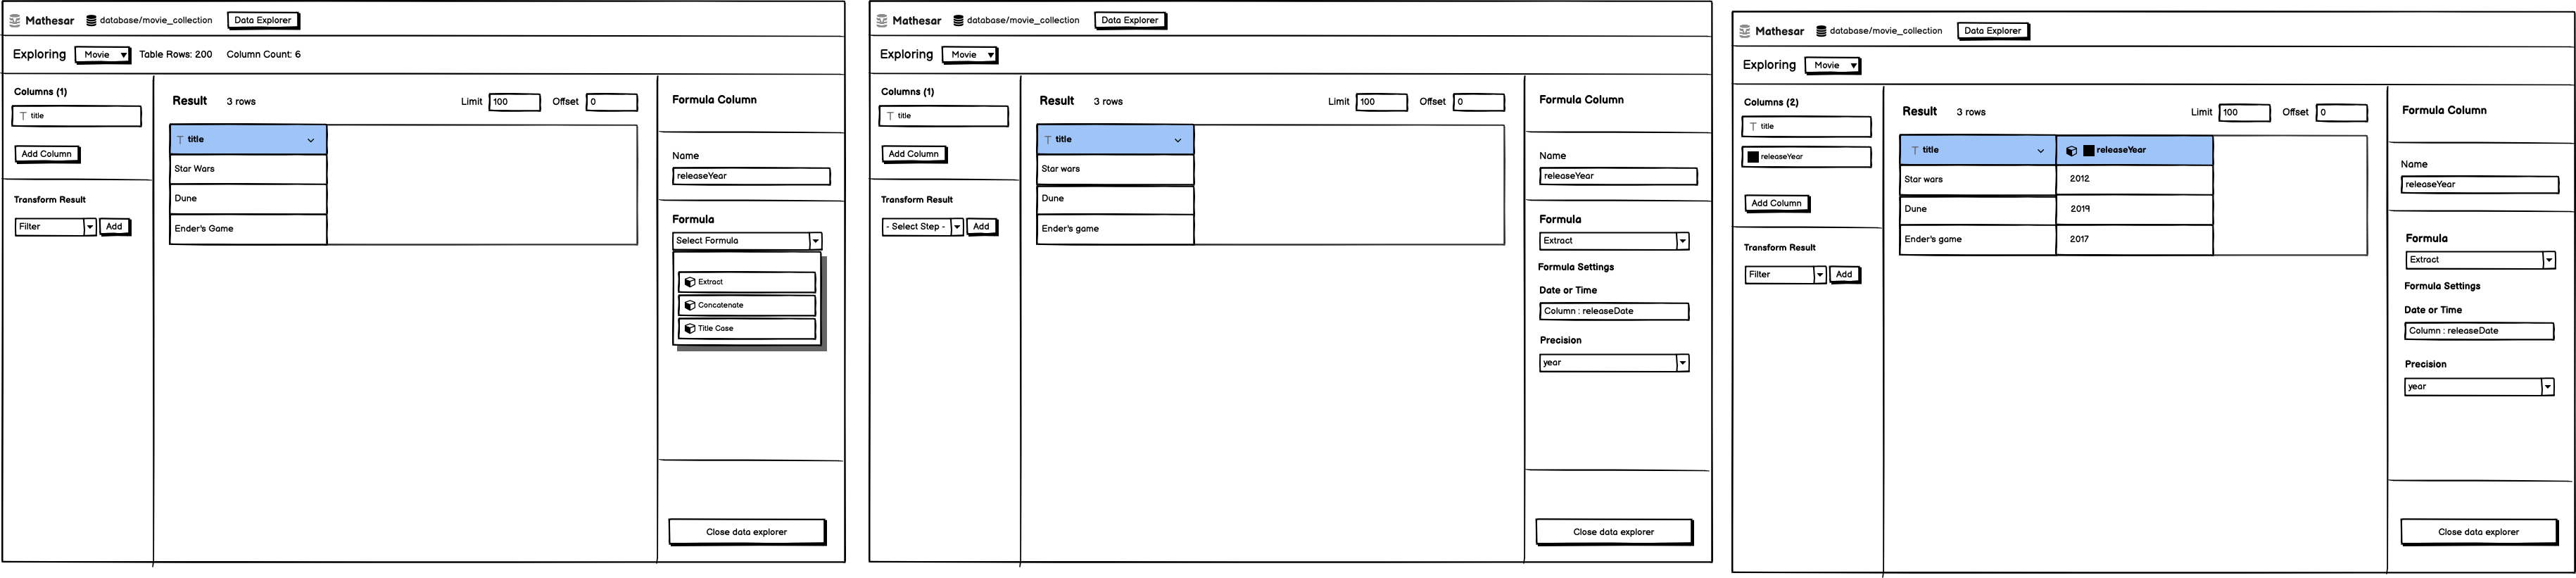 Mathesar database/movie_collection Data Explorer
Exploring Movie Table Rows: 200 Column Count: 6
Columns (1)
title
Add Column
Transform Result
Filter Add
Result 3 rows Limit 100 Offset 0
title
Star Wars
Dune
Ender's Game
Formula Column
Name
releaseYear
Formula
Select Formula
Extract
Concatenate
Title Case
Close data explorer
Mathesar database/movie_collection Data Explorer
Exploring Movie
Columns (1)
title
Add Column
Transform Result
- Select Step - Add
Result 3 rows Limit 100 Offset 0
title
Star wars
Dune
Ender's game
Formula Column
Name
releaseYear
Formula
Extract
Formula Settings
Date or Time
Column : releaseDate
Precision
year
Close data explorer
Mathesar database/movie_collection Data Explorer
Exploring Movie
Columns (2)
title
releaseYear
Add Column
Transform Result
Filter Add
Result 3 rows Limit 100 Offset 0
title releaseYear
Star wars 2012
Dune 2019
Ender's game 2017
Formula Column
Name
releaseYear
Formula
Extract
Formula Settings
Date or Time
Column : releaseDate
Precision
year
Close data explorer